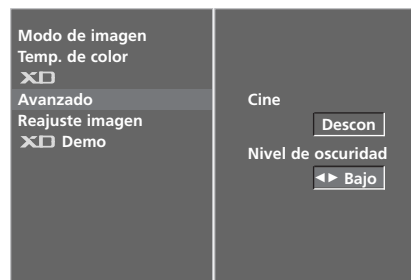 Modo de imagen
Temp. de color
XD
Avanzado
Reajuste imagen
XD Demo
Cine
Descon
Nivel de oscuridad
◄► Bajo